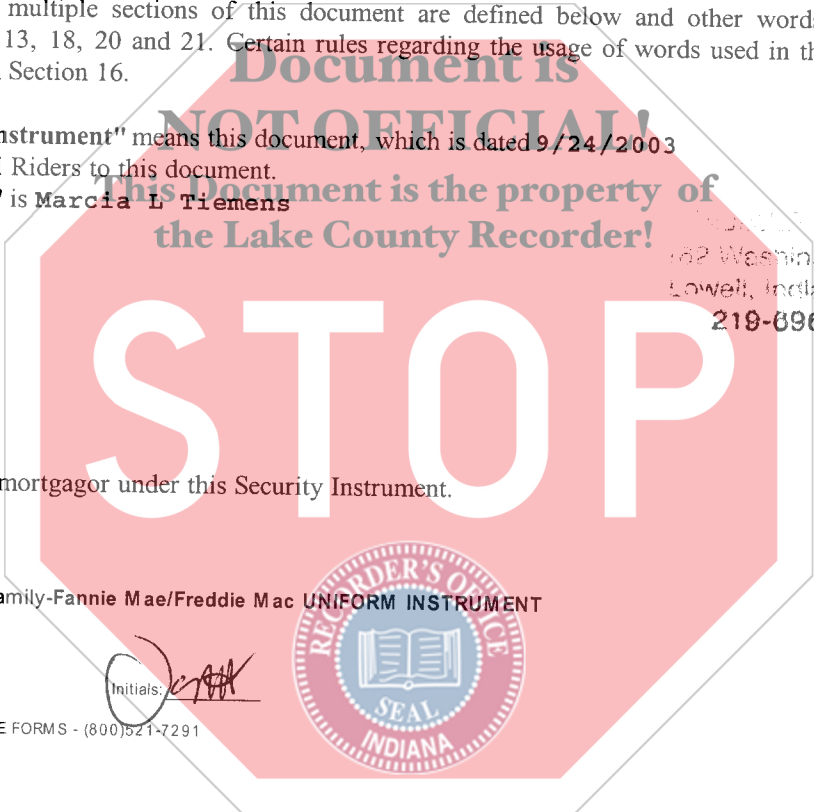 multiple sections of this document are defined below and other words
13, 18, 20 and 21. Certain rules regarding the usage of words used in th
Section 16.
Document is
NOT OFFICIAL!
nstrument" means this document, which is dated 9/24/2003
Riders to this document.
This Document is the property of
" is Marcia L Tiemens
the Lake County Recorder!
Washin
Lowell, India
219-696
STOP
mortgagor under this Security Instrument.
amily-Fannie Mae/Freddie Mac UNIFORM INSTRUMENT
RECORDER'S OFFICE
SEAL
INDIANA
Initials:
E FORMS - (800)521-7291